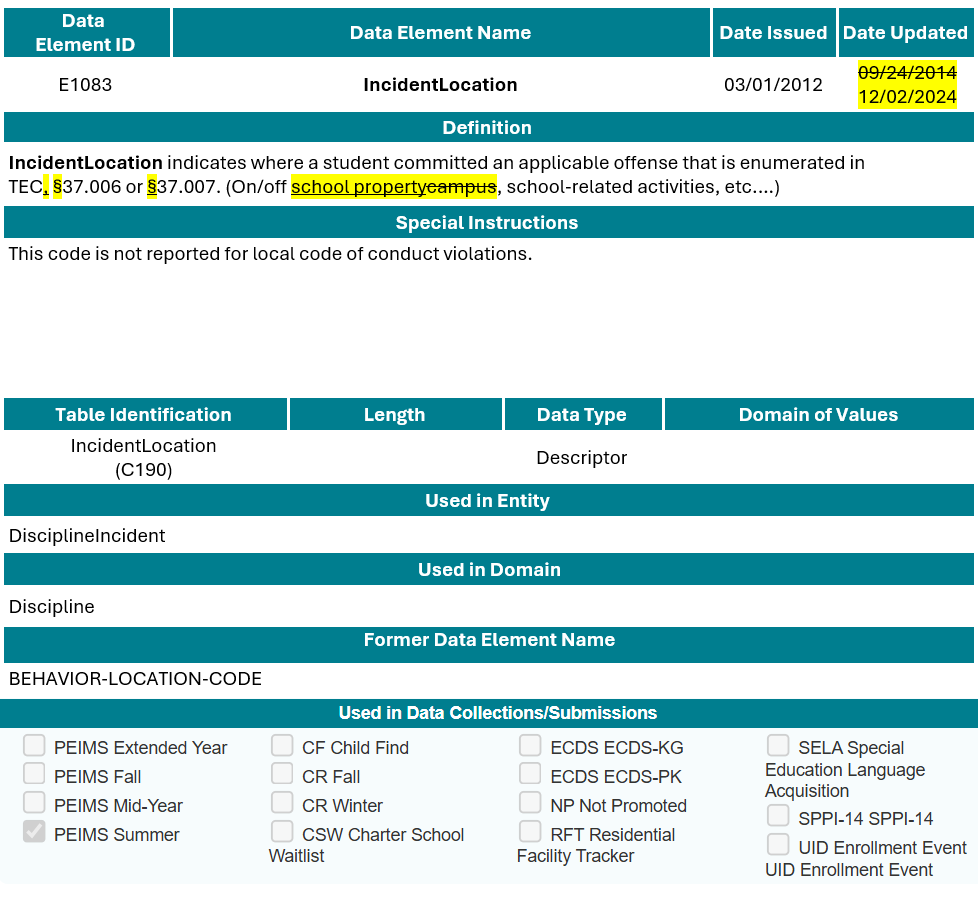 Data Element ID Data Element Name Date Issued Date Updated
E1083 IncidentLocation 03/01/2012 09/24/2014 12/02/2024
Definition
IncidentLocation indicates where a student committed an applicable offense that is enumerated in
TEC, §37.006 or §37.007. (On/off school propertycampus, school-related activities, etc....)
Special Instructions
This code is not reported for local code of conduct violations.
Table Identification Length Data Type Domain of Values
IncidentLocation (C190) Descriptor
Used in Entity
DisciplineIncident
Used in Domain
Discipline
Former Data Element Name
BEHAVIOR-LOCATION-CODE
Used in Data Collections/Submissions
PEIMS Extended Year
PEIMS Fall
PEIMS Mid-Year
PEIMS Summer
CF Child Find
CR Fall
CR Winter
CSW Charter School
Waitlist
ECDS ECDS-KG
ECDS ECDS-PK
NP Not Promoted
RFT Residential
Facility Tracker
SELA Special
Education Language
Acquisition
SPPI-14 SPPI-14
UID Enrollment Event
UID Enrollment Event